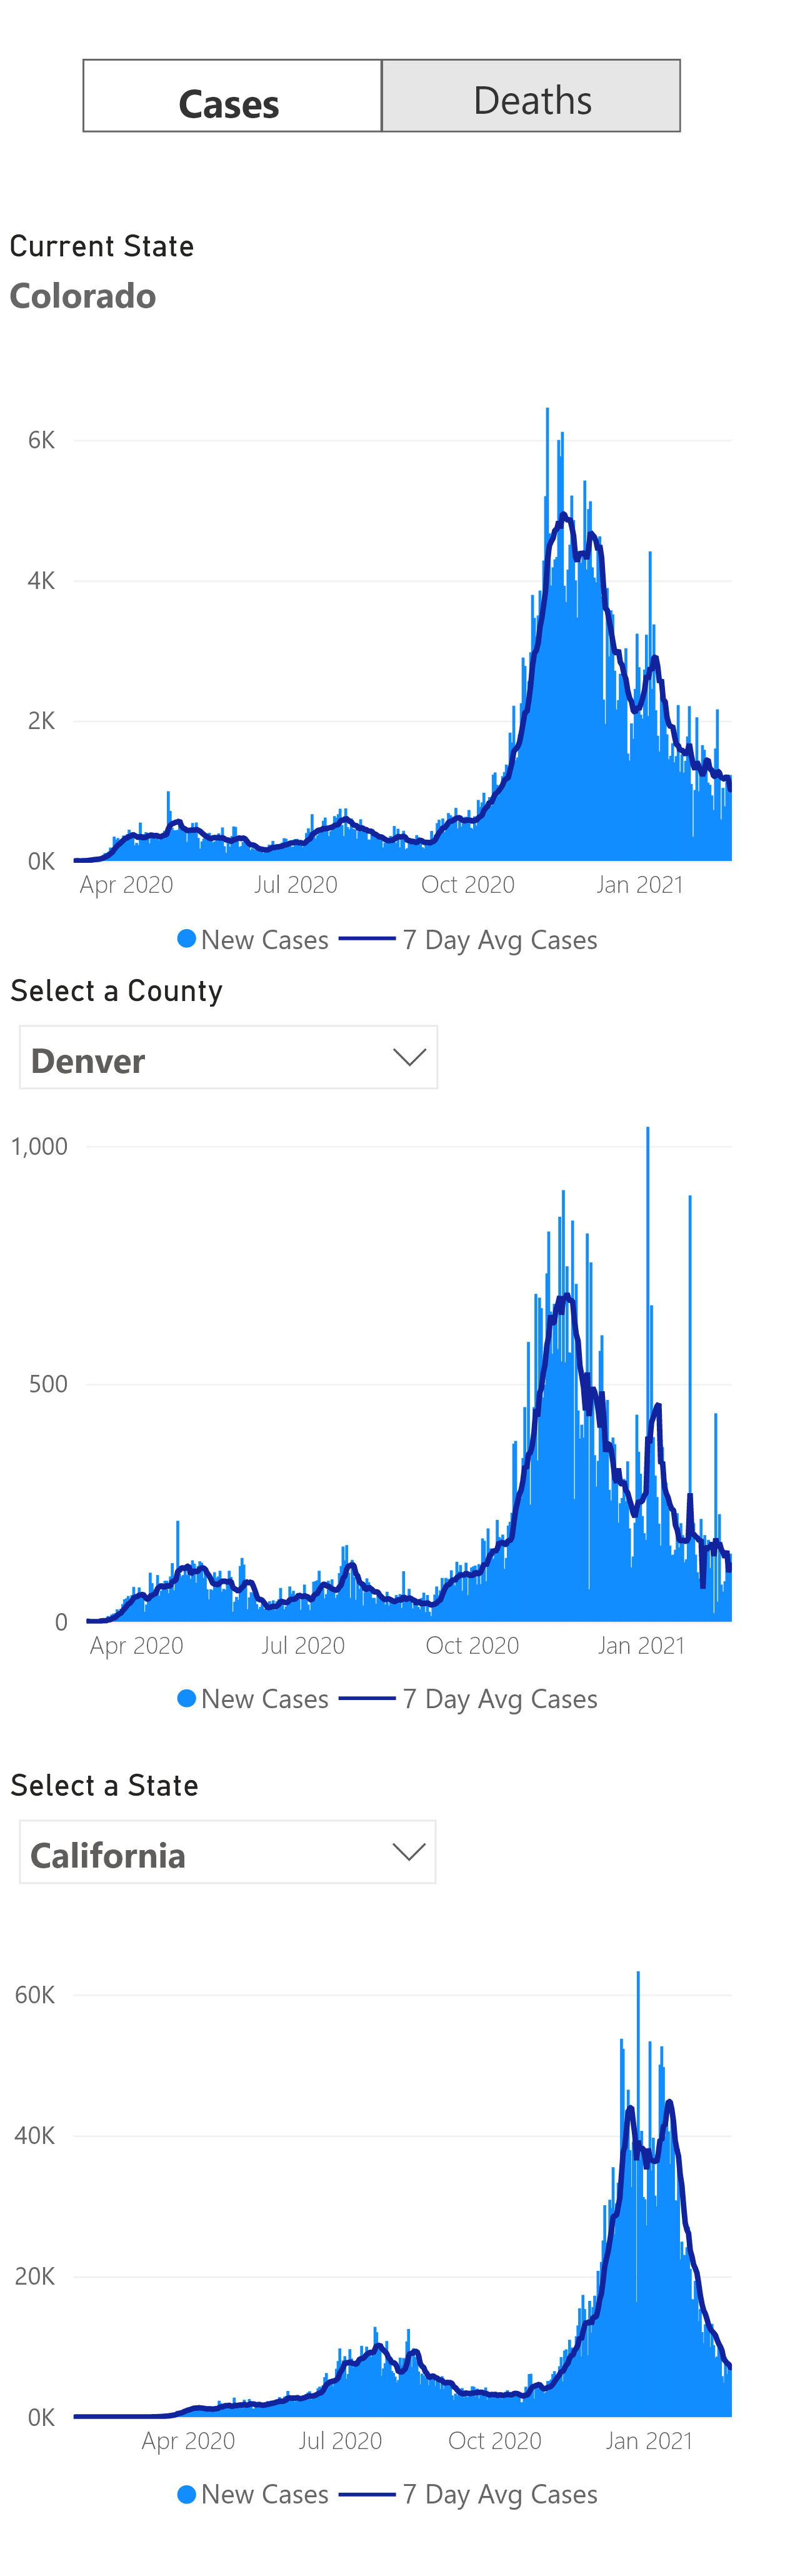 Cases Deaths
Current State
Colorado
6K
4K
2K
0K
Apr 2020 Jul 2020 Oct 2020 Jan 2021
New Cases 7 Day Avg Cases
Select a County
Denver
1,000
500
0
Apr 2020 Jul 2020 Oct 2020 Jan 2021
New Cases 7 Day Avg Cases
Select a State
California
60K
40K
20K
0K
Apr 2020 Jul 2020 Oct 2020 Jan 2021
New Cases 7 Day Avg Cases